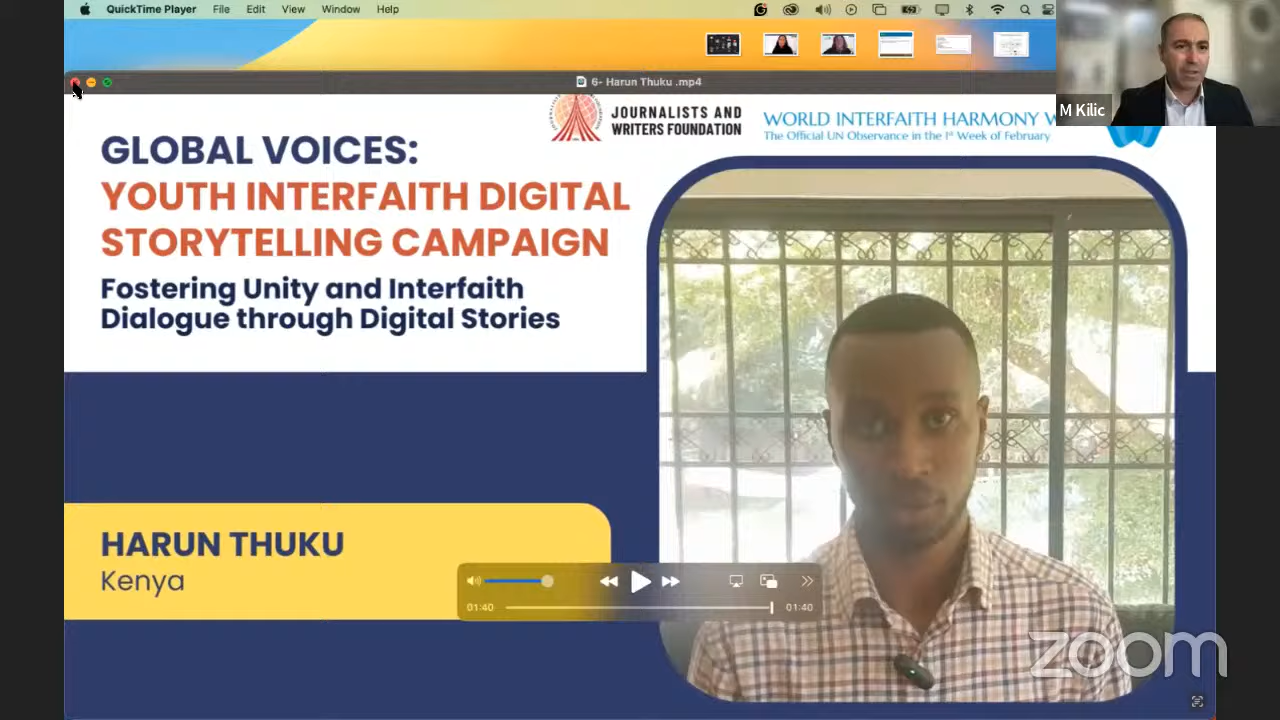 QuickTime Player File Edit View Window Help
6- Harun Thuku .mp4
M Kilic
JOURNALISTS AND
WRITERS FOUNDATION
WORLD INTERFAITH HARMONY W
The Official UN Observance in the 1st Week of February
GLOBAL VOICES:
YOUTH INTERFAITH DIGITAL
STORYTELLING CAMPAIGN
Fostering Unity and Interfaith
Dialogue through Digital Stories
HARUN THUKU
Kenya
01:40
01:40
zoom